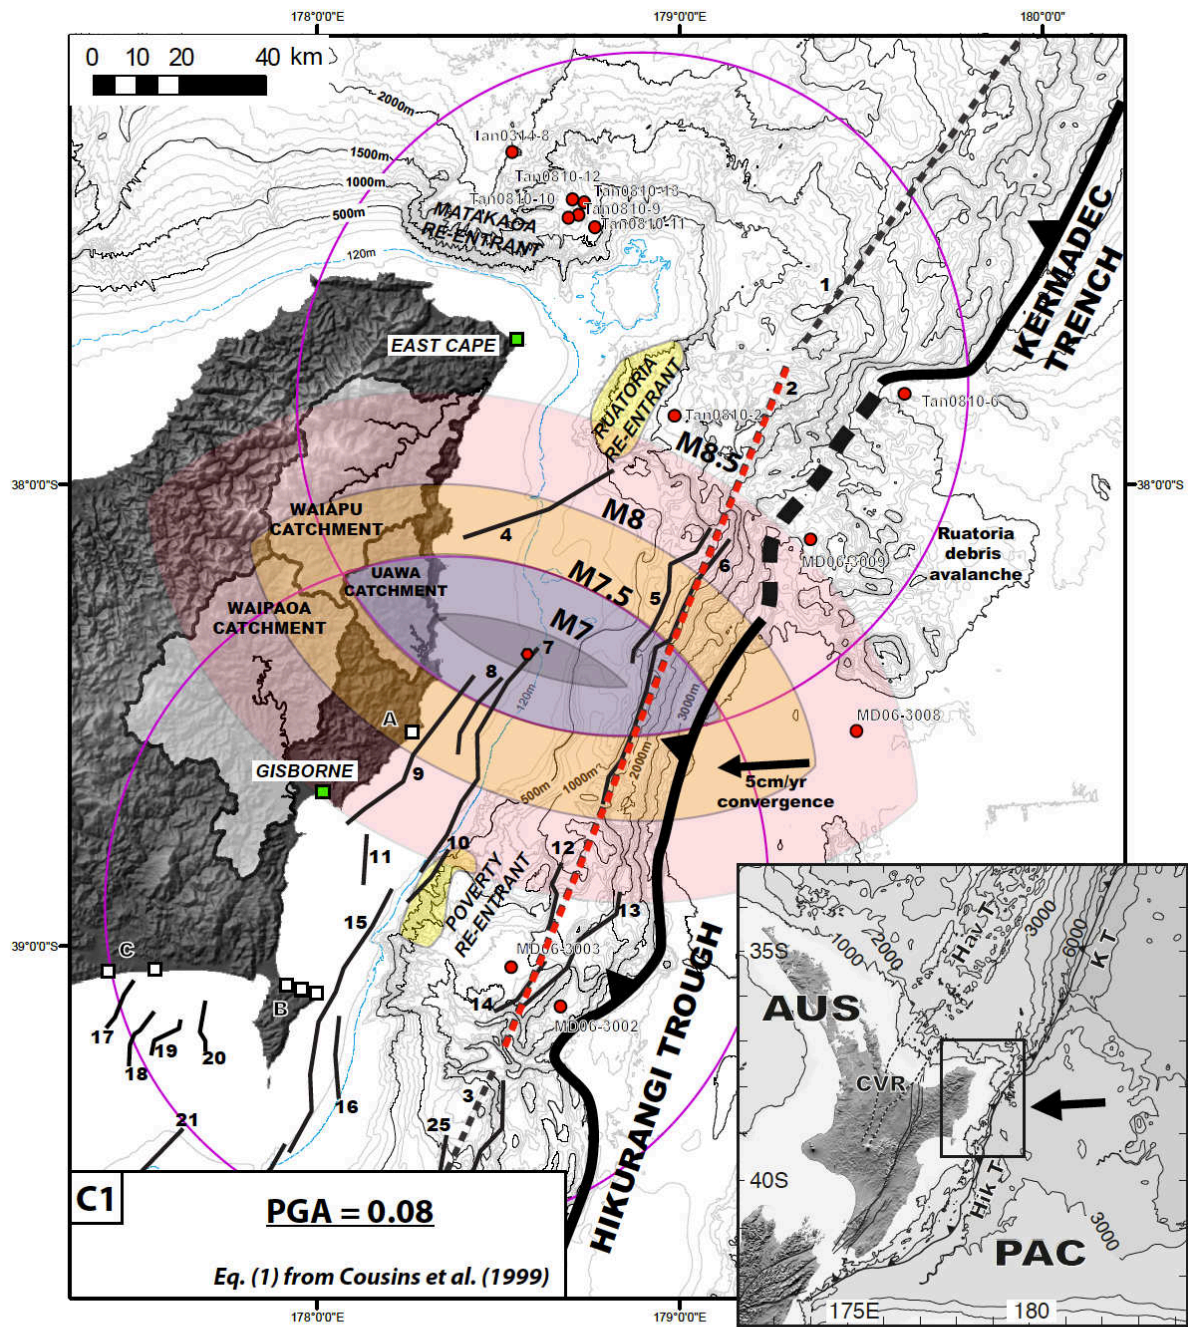 178°0'0"E
179°0'0"E
180°0'0"
0 10 20 40 km
2000m
1500m
1000m
500m
120m
Tan0314-8
Tan0810-12
Tan0810-10
Tan0810-13
Tan0810-9
Tan0810-11
MATAKAOA
RE-ENTRANT
EAST CAPE
KERMADEC
TRENCH
1
2
RUATORIA
RE-ENTRANT
Tan0810-2
Tan0810-6
M8.5
38°0'0"S
38°0'0"S
WAIAPU
CATCHMENT
M8
4
Ruatoria
debris
avalanche
MD06-3009
6
5
UAWA
CATCHMENT
M7.5
WAIPAOA
CATCHMENT
M7
7
8
120m
3000m
MD06-3008
A
2000m
1000m
500m
5cm/yr
convergence
GISBORNE
9
10
11
12
13
POVERTY
RE-ENTRANT
15
39°0'0"S
C
B
MD06-3003
14
MD06-3002
HIKURANGI TROUGH
17
18
19
20
16
3
21
25
C1
PGA = 0.08
Eq. (1) from Cousins et al. (1999)
178°0'0"E
179°0'0"E
35S
1000
2000
Hav T
3000
6000
K T
AUS
CVR
40S
Hik T
3000
PAC
175E
180